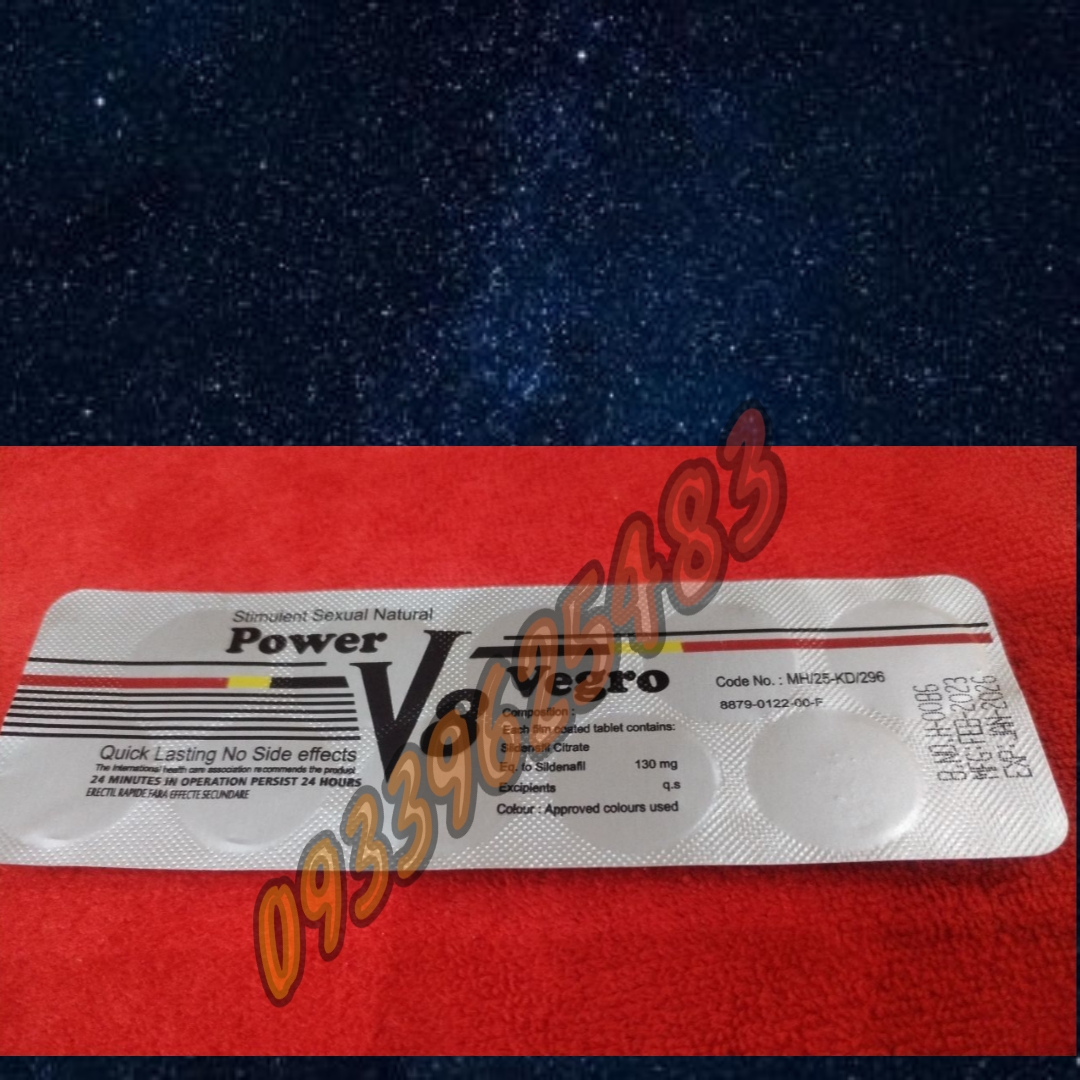 Stimulent Sexual Natural
Power
V8
Vegro
Quick Lasting No Side effects
The International health care association recommends the product
24 MINUTES IN OPERATION PERSIST 24 HOURS
ERECTIL RAPIDE FARA EFFECTE SECUNDARE
Composition :
Each film coated tablet contains:
Sildenafil Citrate
Eq. to Sildenafil 130 mg
Excipients q.s
Colour : Approved colours used
Code No. : MH/25-KD/296
8879-0122-00-F
B.NO.H-0086
MFG-FEB-2023
EXP-JAN-2026
09339625483